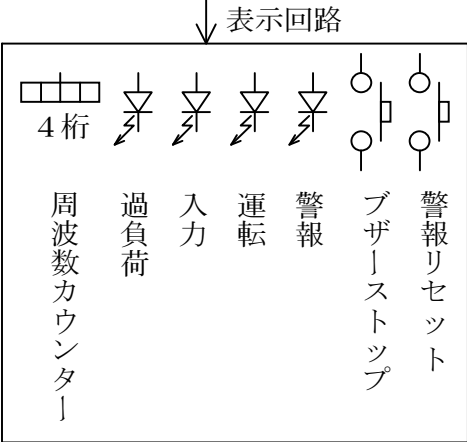 表示回路
4桁
周波数カウンター
過負荷
入力
運転
警報
ブザーストップ
警報リセット